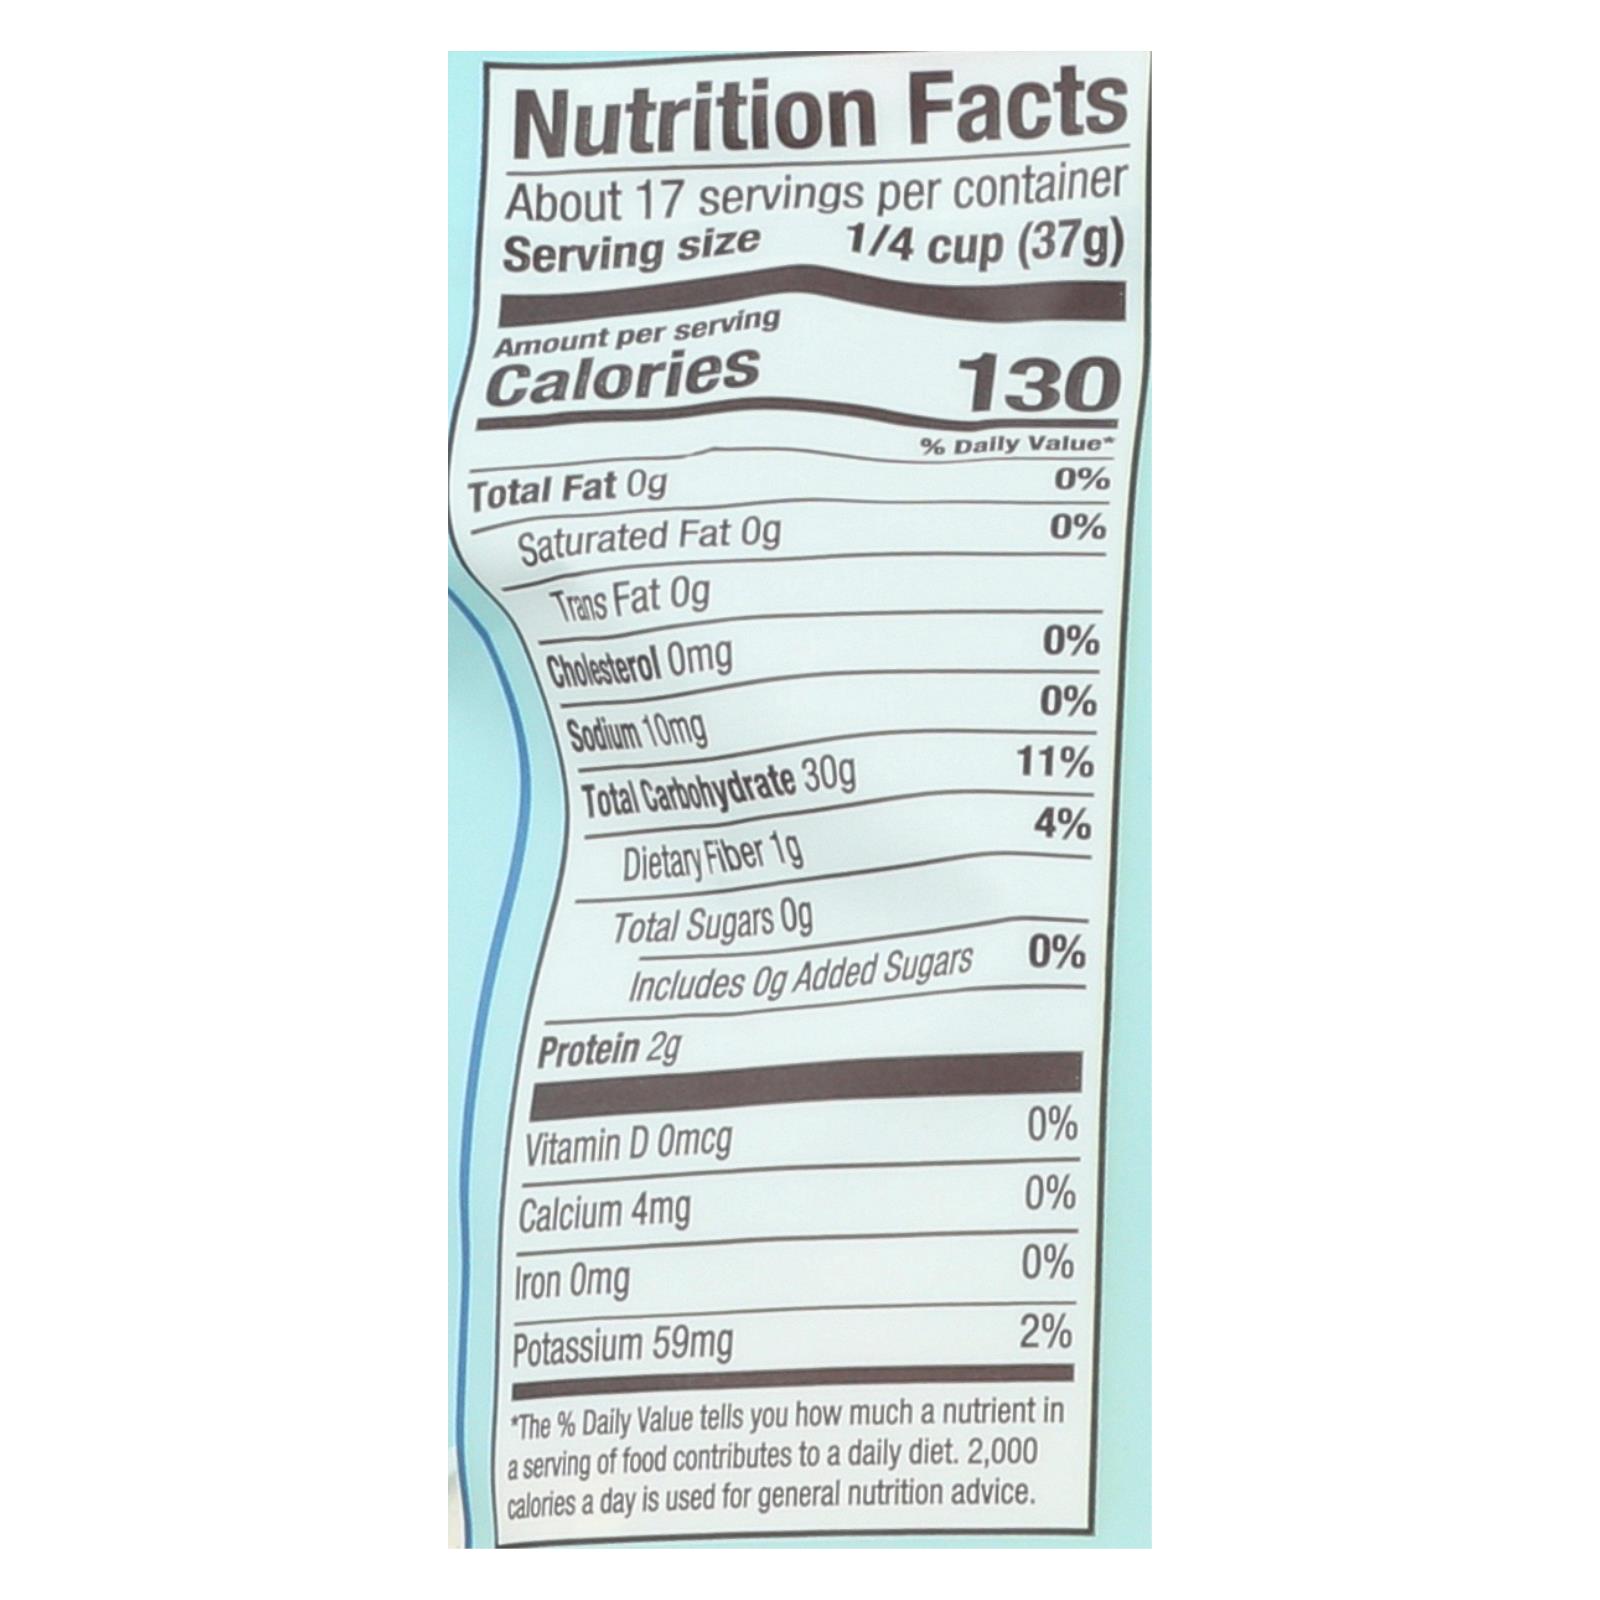 Nutrition Facts
About 17 servings per container
Serving size 1/4 cup (37g)
Amount per serving
Calories 130
% Daily Value*
Total Fat 0g 0%
Saturated Fat 0g 0%
Trans Fat 0g
Cholesterol 0mg 0%
Sodium 10mg 0%
Total Carbohydrate 30g 11%
Dietary Fiber 1g 4%
Total Sugars 0g
Includes 0g Added Sugars 0%
Protein 2g
Vitamin D 0mcg 0%
Calcium 4mg 0%
Iron 0mg 0%
Potassium 59mg 2%
*The % Daily Value tells you how much a nutrient in
a serving of food contributes to a daily diet. 2,000
calories a day is used for general nutrition advice.